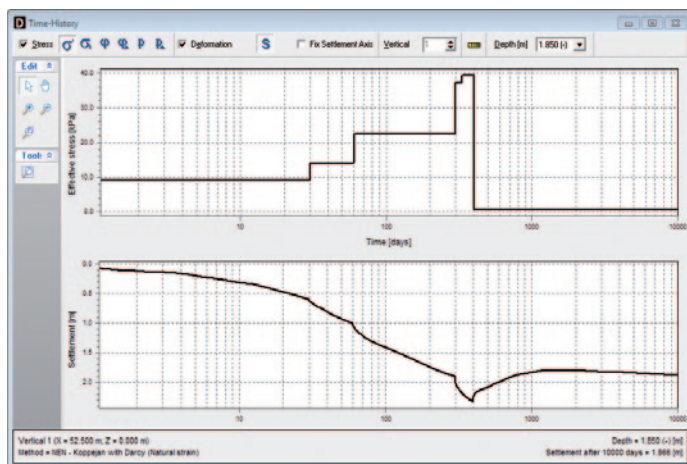 Time-History
Stress σ' Deformation S Fix Settlement Axis Vertical 1 Depth [m] 1.850 (-)
Edit
Tools
Effective stress [kPa]
40.0
30.0
20.0
10.0
0.0
10 100 1000 10000
Time [days]
Settlement [m]
0.0
0.5
1.0
1.5
2.0
10 100 1000 10000
Vertical 1 (X = 52.500 m; Z = 0.000 m) Depth = 1.850 (-) [m]
Method = NEN - Koppejan with Darcy (Natural strain) Settlement after 10000 days = 1.866 [m]